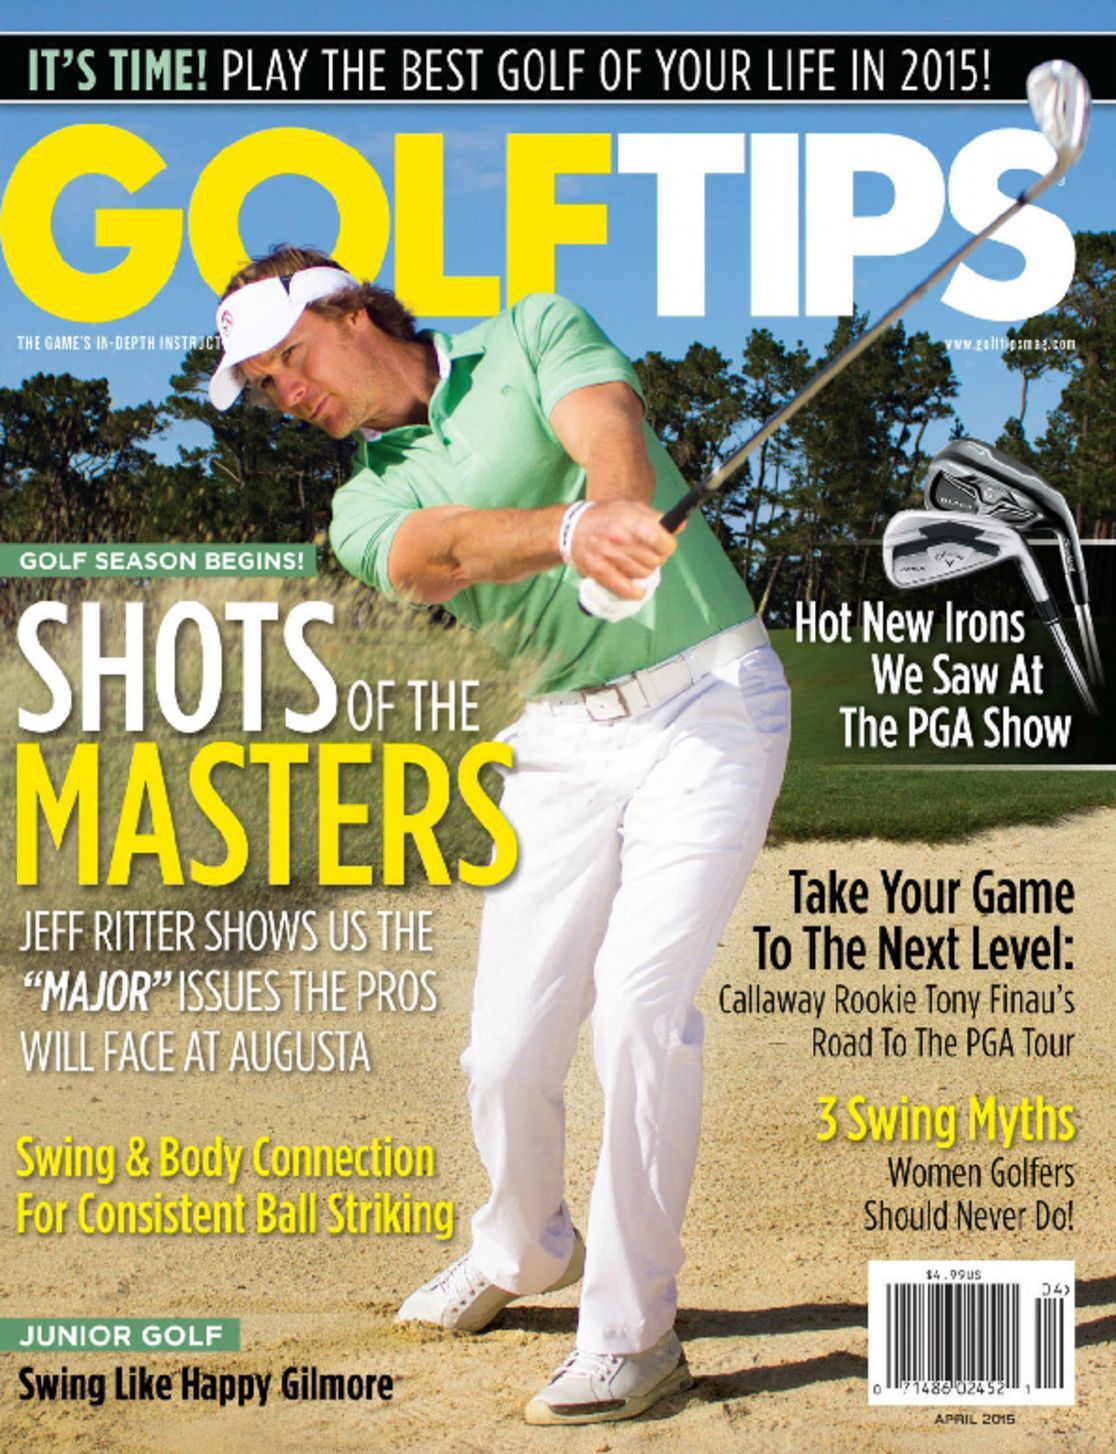 IT'S TIME! PLAY THE BEST GOLF OF YOUR LIFE IN 2015!
GOLFTIPS
THE GAME'S IN-DEPTH
www.golftipsmag.com
GOLF SEASON BEGINS!
SHOTS OF THE
MASTERS
JEFF RITTER SHOWS US THE
“MAJOR” ISSUES THE PROS
WILL FACE AT AUGUSTA
Swing & Body Connection
For Consistent Ball Striking
JUNIOR GOLF
Swing Like Happy Gilmore
Hot New Irons
We Saw At
The PGA Show
Take Your Game
To The Next Level:
Callaway Rookie Tony Finau's
Road To The PGA Tour
3 Swing Myths
Women Golfers
Should Never Do!
$4.99US
04>
0 71486 02452 1
APRIL 2015